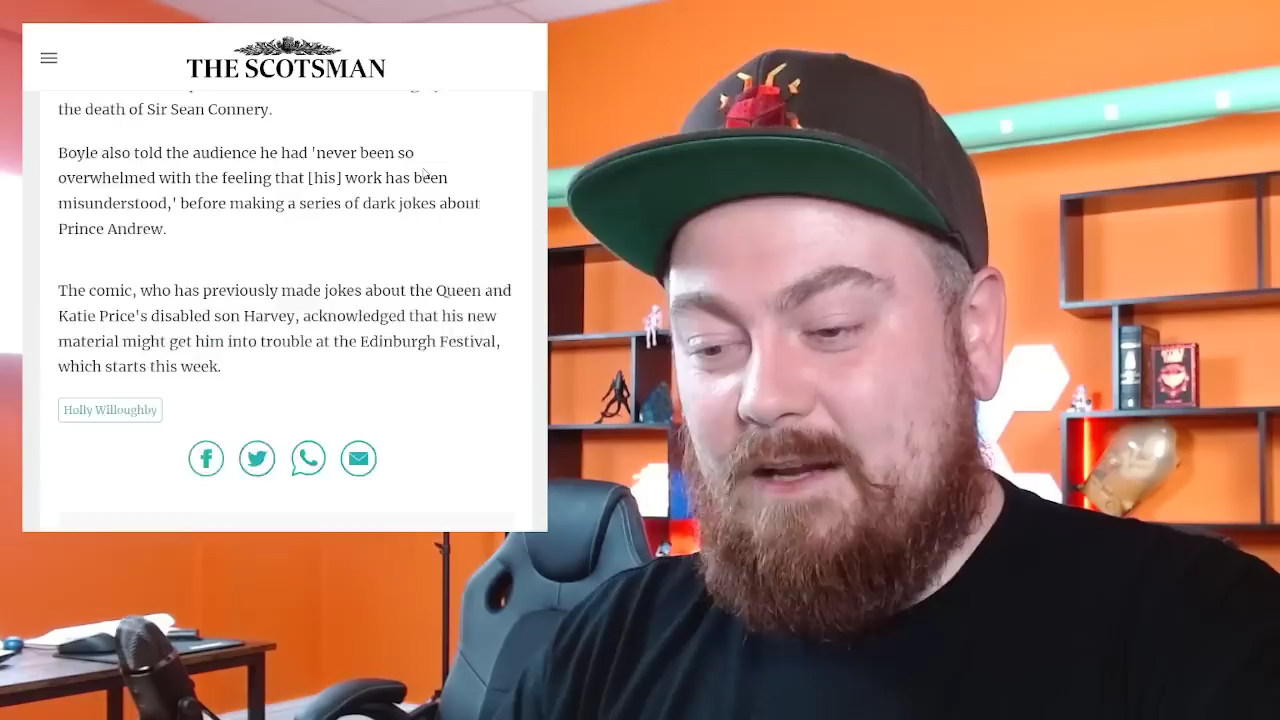 THE SCOTSMAN
the death of Sir Sean Connery.
Boyle also told the audience he had 'never been so
overwhelmed with the feeling that [his] work has been
misunderstood,' before making a series of dark jokes about
Prince Andrew.
The comic, who has previously made jokes about the Queen and
Katie Price's disabled son Harvey, acknowledged that his new
material might get him into trouble at the Edinburgh Festival,
which starts this week.
Holly Willoughby